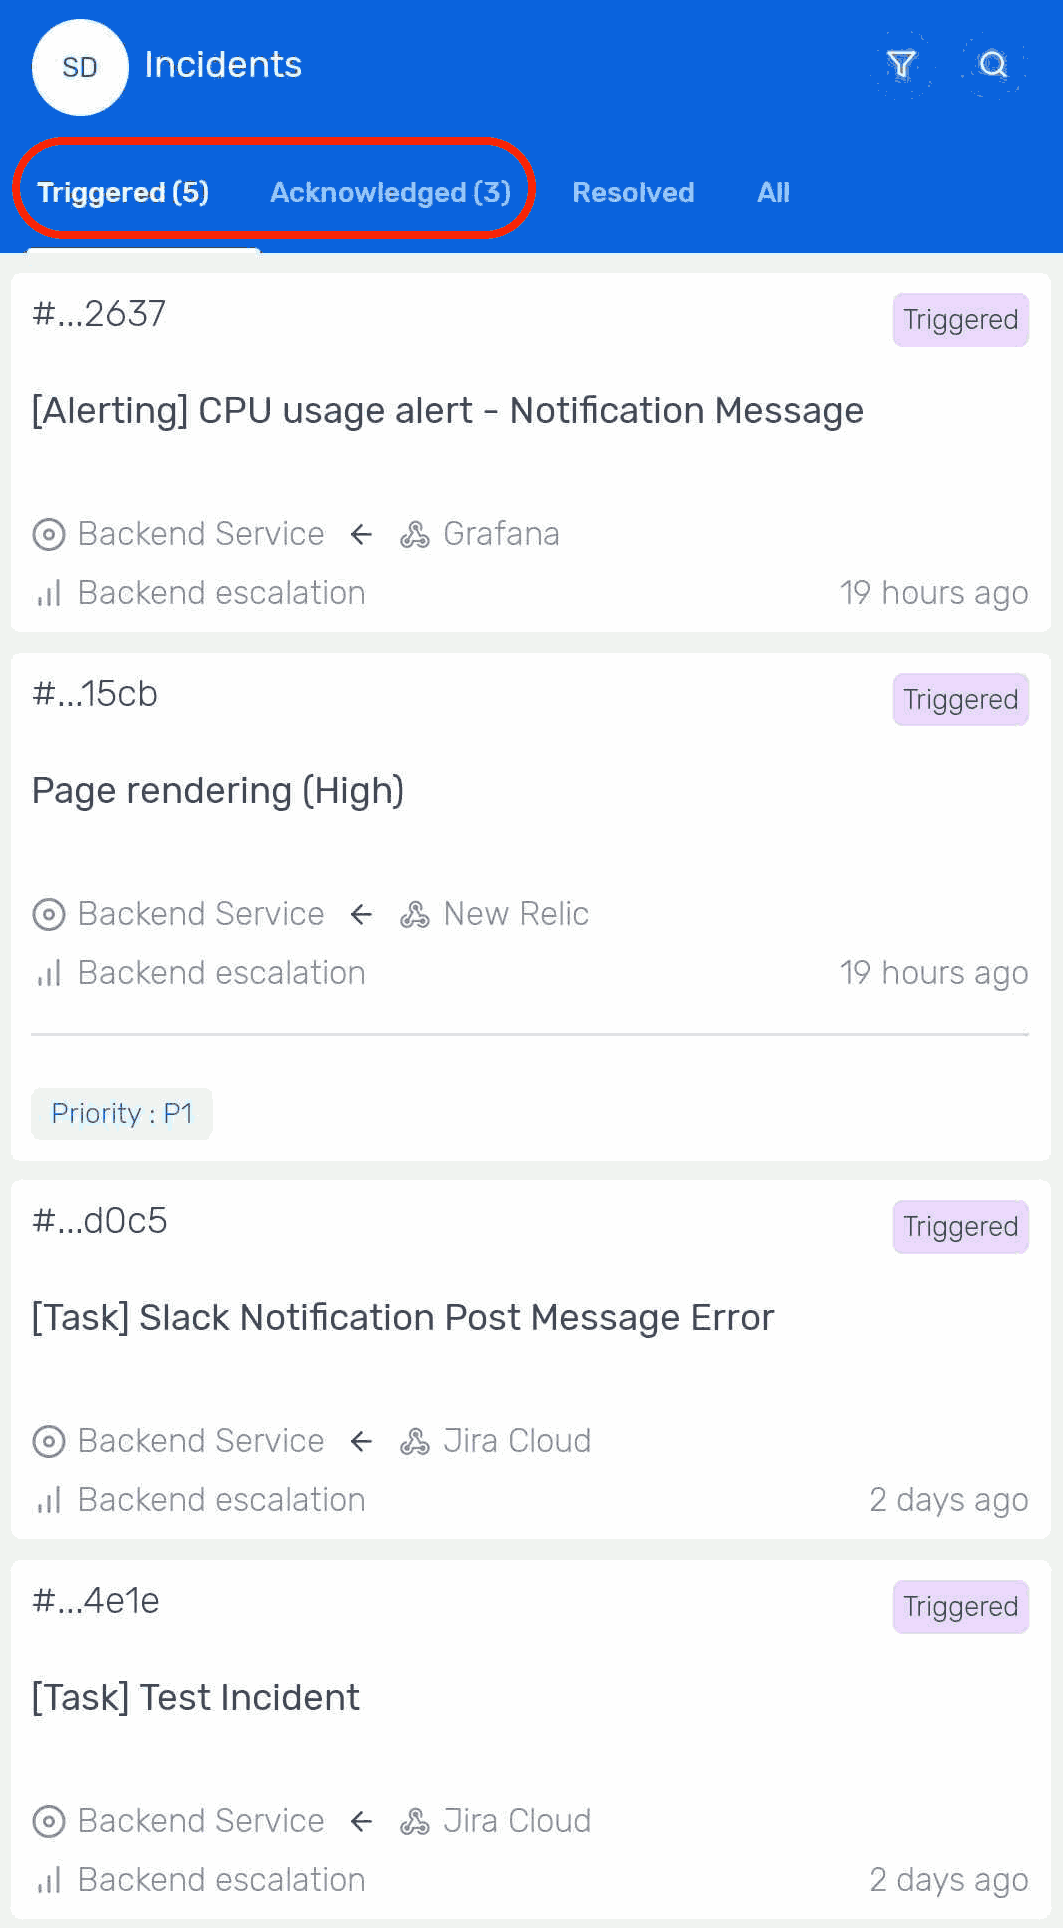 SD Incidents
Triggered (5) Acknowledged (3) Resolved All
#...2637 Triggered
[Alerting] CPU usage alert - Notification Message
Backend Service ← Grafana
Backend escalation 19 hours ago
#...15cb Triggered
Page rendering (High)
Backend Service ← New Relic
Backend escalation 19 hours ago
Priority : P1
#...d0c5 Triggered
[Task] Slack Notification Post Message Error
Backend Service ← Jira Cloud
Backend escalation 2 days ago
#...4e1e Triggered
[Task] Test Incident
Backend Service ← Jira Cloud
Backend escalation 2 days ago